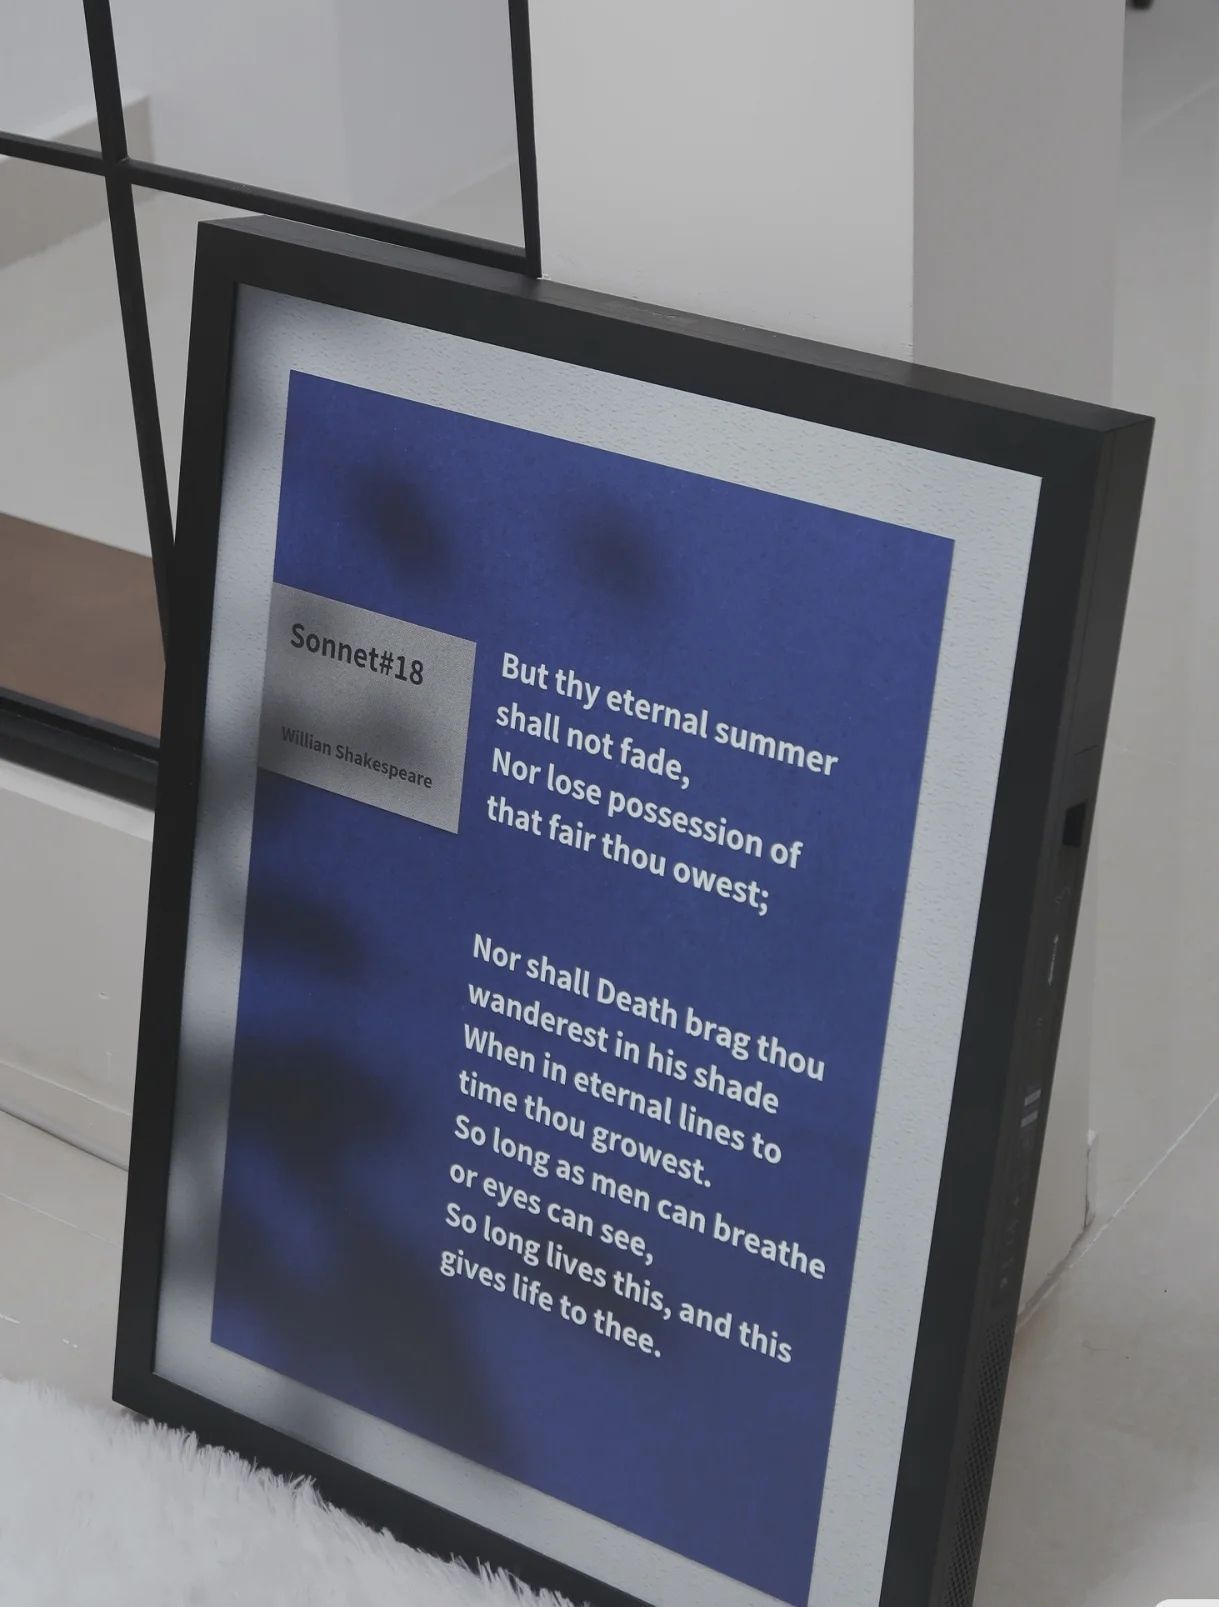 Sonnet#18
Willian Shakespeare
But thy eternal summer
shall not fade,
Nor lose possession of
that fair thou owest;
Nor shall Death brag thou
wanderest in his shade
When in eternal lines to
time thou growest.
So long as men can breathe
or eyes can see,
So long lives this, and this
gives life to thee.